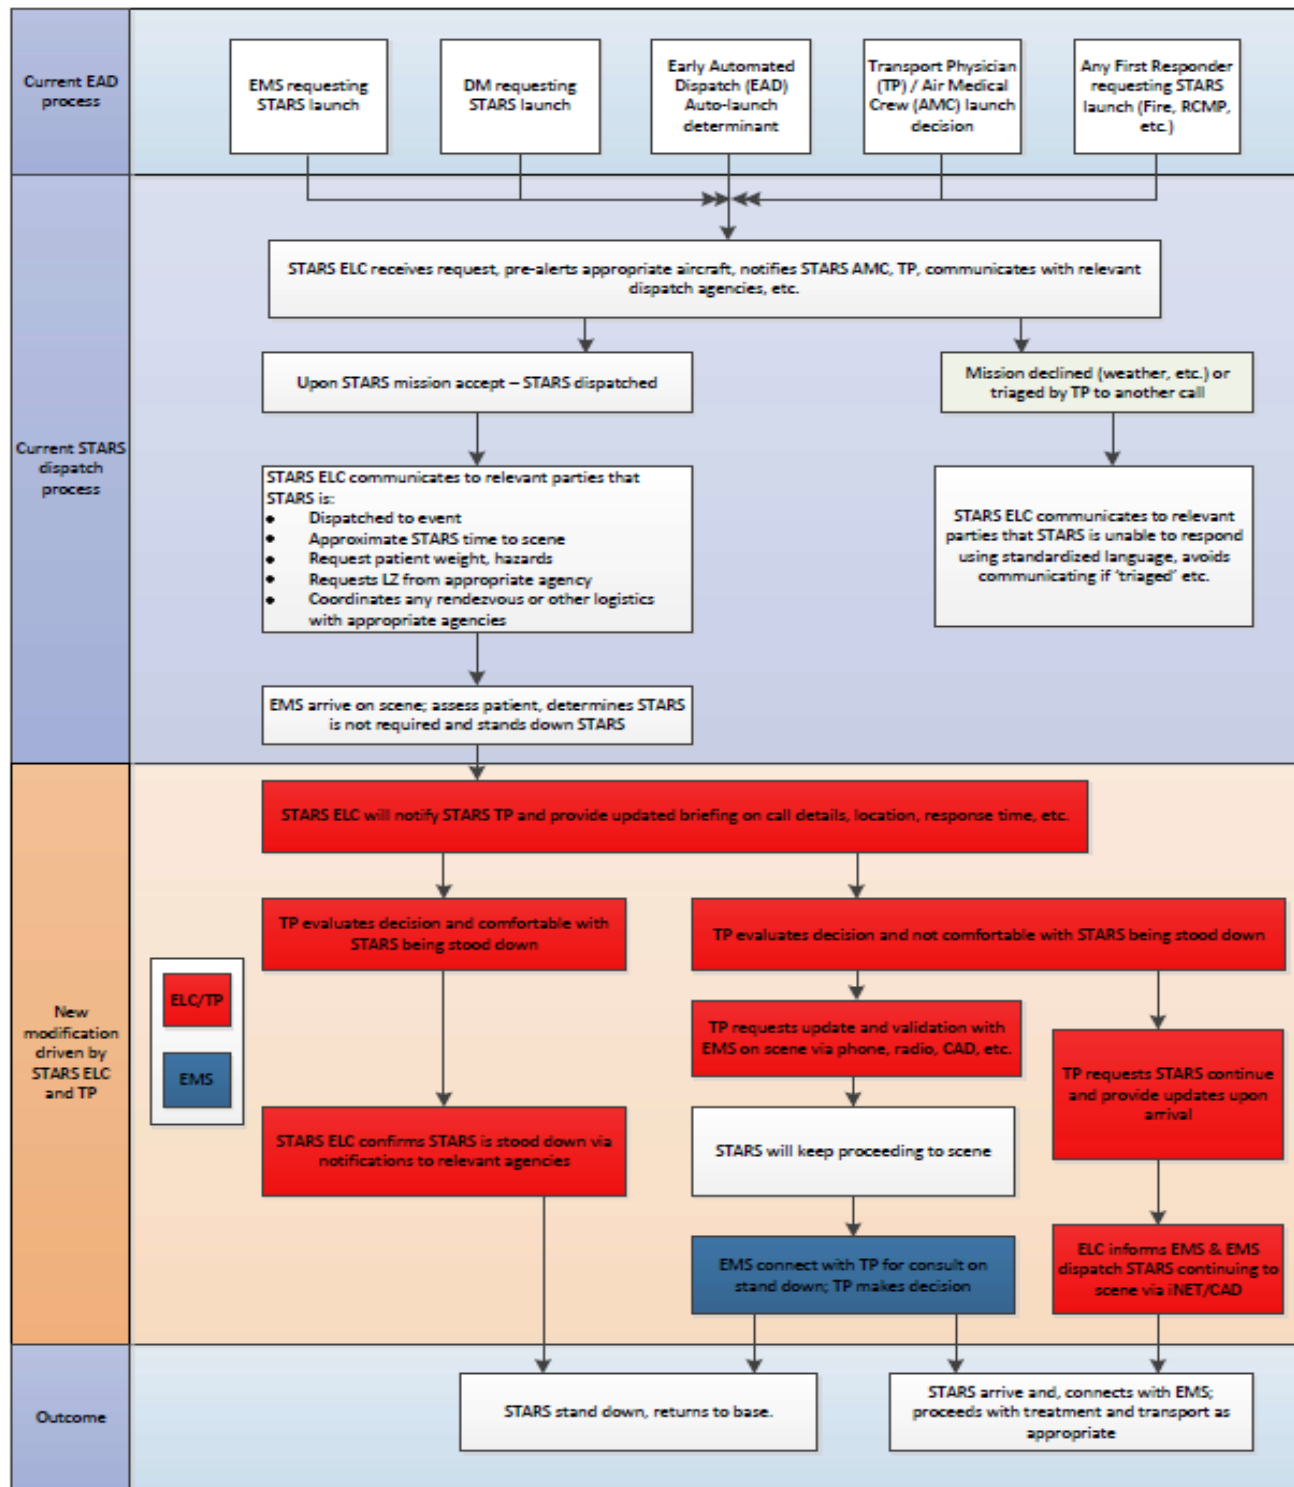 Current EAD
process
EMS requesting
STARS launch
DM requesting
STARS launch
Early Automated
Dispatch (EAD)
Auto-launch
determinant
Transport Physician
(TP) / Air Medical
Crew (AMC) launch
decision
Any First Responder
requesting STARS
launch (Fire, RCMP,
etc.)
Current STARS
dispatch
process
STARS ELC receives request, pre-alerts appropriate aircraft, notifies STARS AMC, TP, communicates with relevant
dispatch agencies, etc.
Upon STARS mission accept – STARS dispatched
Mission declined (weather, etc.) or
triaged by TP to another call
STARS ELC communicates to relevant parties that
STARS is:
• Dispatched to event
• Approximate STARS time to scene
• Request patient weight, hazards
• Requests LZ from appropriate agency
• Coordinates any rendezvous or other logistics
with appropriate agencies
STARS ELC communicates to relevant
parties that STARS is unable to respond
using standardized language, avoids
communicating if ‘triaged’ etc.
EMS arrive on scene; assess patient, determines STARS
is not required and stands down STARS
New
modification
driven by
STARS ELC
and TP
STARS ELC will notify STARS TP and provide updated briefing on call details, location, response time, etc.
TP evaluates decision and comfortable with
STARS being stood down
TP evaluates decision and not comfortable with STARS being stood down
ELC/TP
EMS
TP requests update and validation with
EMS on scene via phone, radio, CAD, etc.
TP requests STARS continue
and provide updates upon
arrival
STARS ELC confirms STARS is stood down via
notifications to relevant agencies
STARS will keep proceeding to scene
EMS connect with TP for consult on
stand down; TP makes decision
ELC informs EMS & EMS
dispatch STARS continuing to
scene via iNET/CAD
Outcome
STARS stand down, returns to base.
STARS arrive and, connects with EMS;
proceeds with treatment and transport as
appropriate